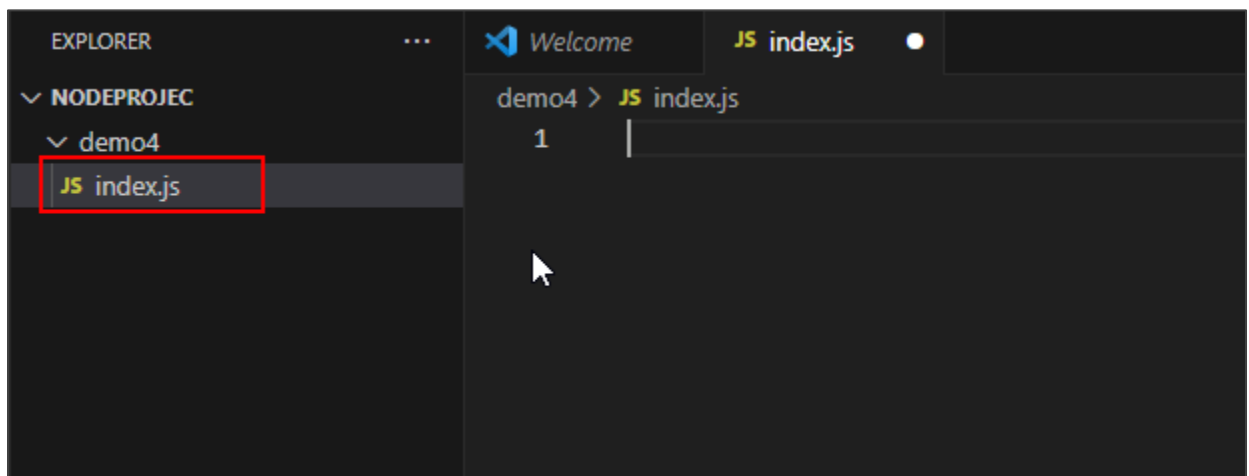 EXPLORER ...
NODEPROJEC
demo4
JS index.js
Welcome
JS index.js
demo4 > JS index.js
1